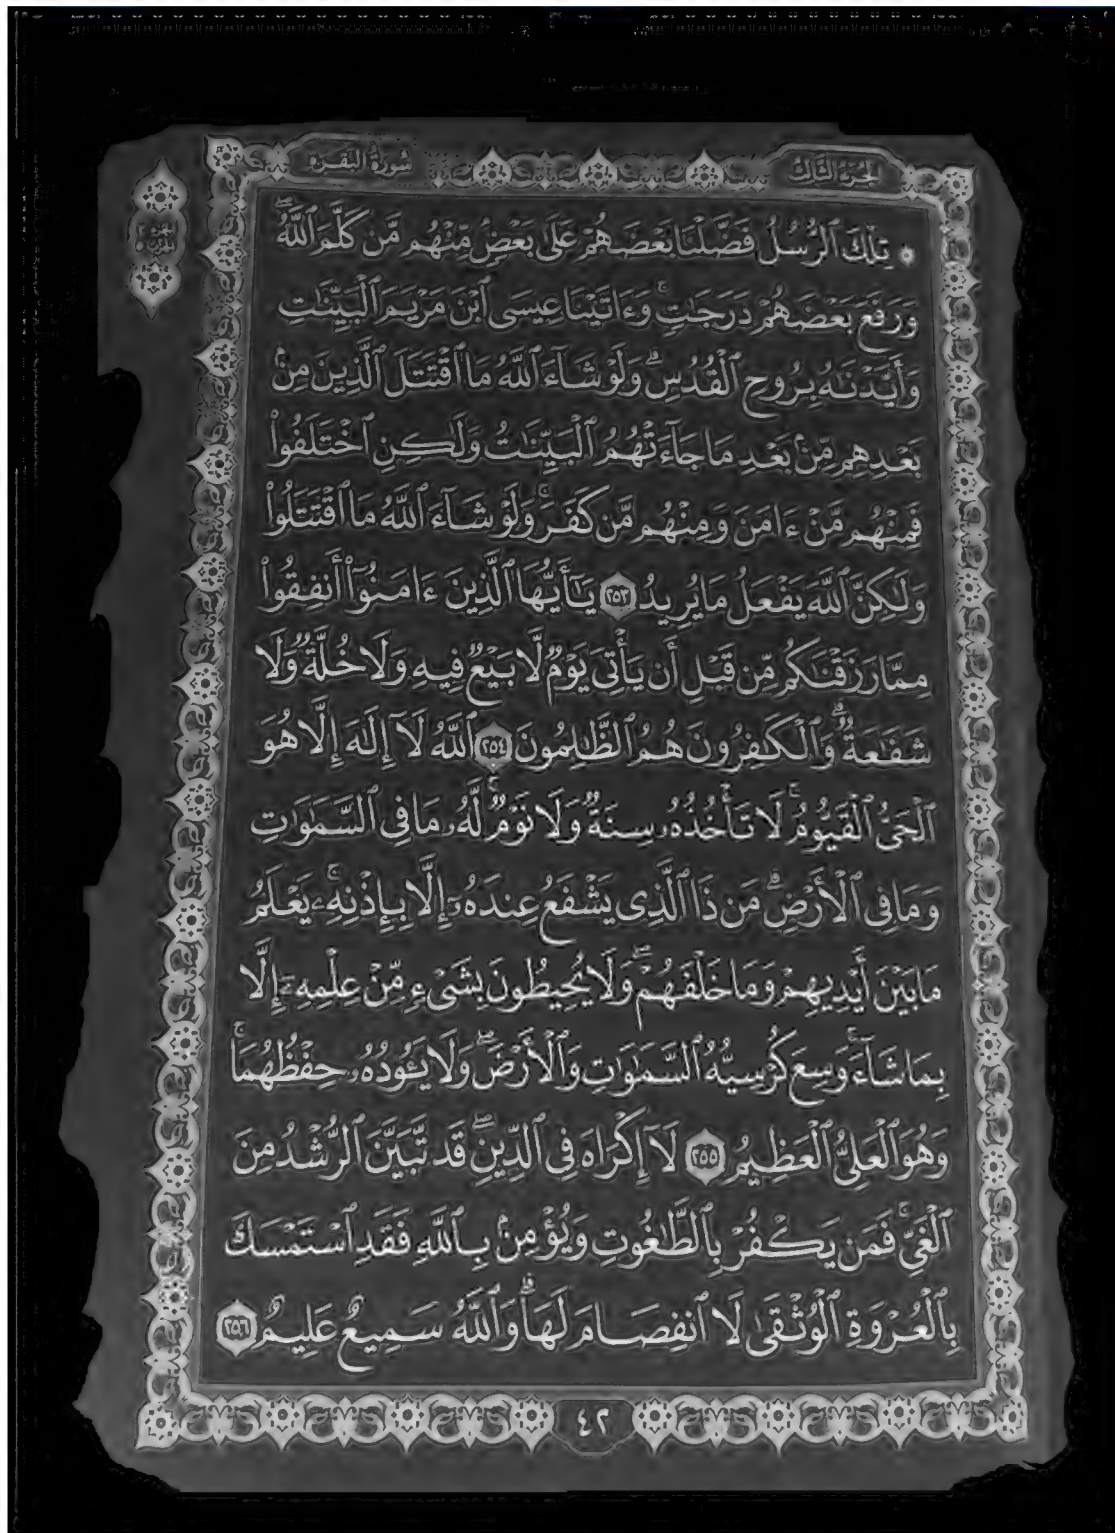 الجزء الثالث
سورة البقرة
۞ تِلْكَ ٱلرُّسُلُ فَضَّلْنَا بَعْضَهُمْ عَلَىٰ بَعْضٍۘ مِّنْهُم مَّن كَلَّمَ ٱللَّهُۖ
وَرَفَعَ بَعْضَهُمْ دَرَجَٰتٍۚ وَءَاتَيْنَا عِيسَى ٱبْنَ مَرْيَمَ ٱلْبَيِّنَٰتِ
وَأَيَّدْنَٰهُ بِرُوحِ ٱلْقُدُسِۗ وَلَوْ شَآءَ ٱللَّهُ مَا ٱقْتَتَلَ ٱلَّذِينَ مِنۢ
بَعْدِهِم مِّنۢ بَعْدِ مَا جَآءَتْهُمُ ٱلْبَيِّنَٰتُ وَلَٰكِنِ ٱخْتَلَفُوا۟
فَمِنْهُم مَّنْ ءَامَنَ وَمِنْهُم مَّن كَفَرَۚ وَلَوْ شَآءَ ٱللَّهُ مَا ٱقْتَتَلُوا۟
وَلَٰكِنَّ ٱللَّهَ يَفْعَلُ مَا يُرِيدُ ٢٥٣ يَٰٓأَيُّهَا ٱلَّذِينَ ءَامَنُوٓا۟ أَنفِقُوا۟
مِمَّا رَزَقْنَٰكُم مِّن قَبْلِ أَن يَأْتِىَ يَوْمٌ لَّا بَيْعٌ فِيهِ وَلَا خُلَّةٌ وَلَا
شَفَٰعَةٌۗ وَٱلْكَٰفِرُونَ هُمُ ٱلظَّٰلِمُونَ ٢٥٤ ٱللَّهُ لَآ إِلَٰهَ إِلَّا هُوَ
ٱلْحَىُّ ٱلْقَيُّومُۚ لَا تَأْخُذُهُۥ سِنَةٌ وَلَا نَوْمٌۚ لَّهُۥ مَا فِى ٱلسَّمَٰوَٰتِ
وَمَا فِى ٱلْأَرْضِۗ مَن ذَا ٱلَّذِى يَشْفَعُ عِندَهُۥٓ إِلَّا بِإِذْنِهِۦۚ يَعْلَمُ
مَا بَيْنَ أَيْدِيهِمْ وَمَا خَلْفَهُمْۖ وَلَا يُحِيطُونَ بِشَىْءٍ مِّنْ عِلْمِهِۦٓ إِلَّا
بِمَا شَآءَۚ وَسِعَ كُرْسِيُّهُ ٱلسَّمَٰوَٰتِ وَٱلْأَرْضَۖ وَلَا يَـُٔودُهُۥ حِفْظُهُمَاۚ
وَهُوَ ٱلْعَلِىُّ ٱلْعَظِيمُ ٢٥٥ لَآ إِكْرَاهَ فِى ٱلدِّينِۖ قَد تَّبَيَّنَ ٱلرُّشْدُ مِنَ
ٱلْغَىِّۚ فَمَن يَكْفُرْ بِٱلطَّٰغُوتِ وَيُؤْمِنۢ بِٱللَّهِ فَقَدِ ٱسْتَمْسَكَ
بِٱلْعُرْوَةِ ٱلْوُثْقَىٰ لَا ٱنفِصَامَ لَهَاۗ وَٱللَّهُ سَمِيعٌ عَلِيمٌ ٢٥٦
٤٢